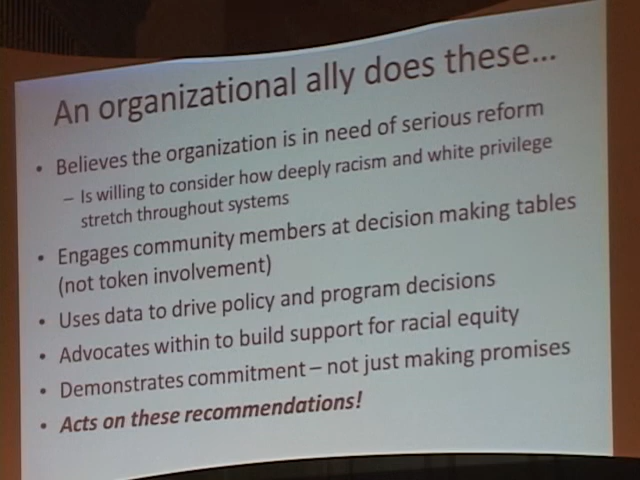 An organizational ally does these...
• Believes the organization is in need of serious reform
– Is willing to consider how deeply racism and white privilege
stretch throughout systems
• Engages community members at decision making tables
(not token involvement)
• Uses data to drive policy and program decisions
• Advocates within to build support for racial equity
• Demonstrates commitment – not just making promises
• Acts on these recommendations!